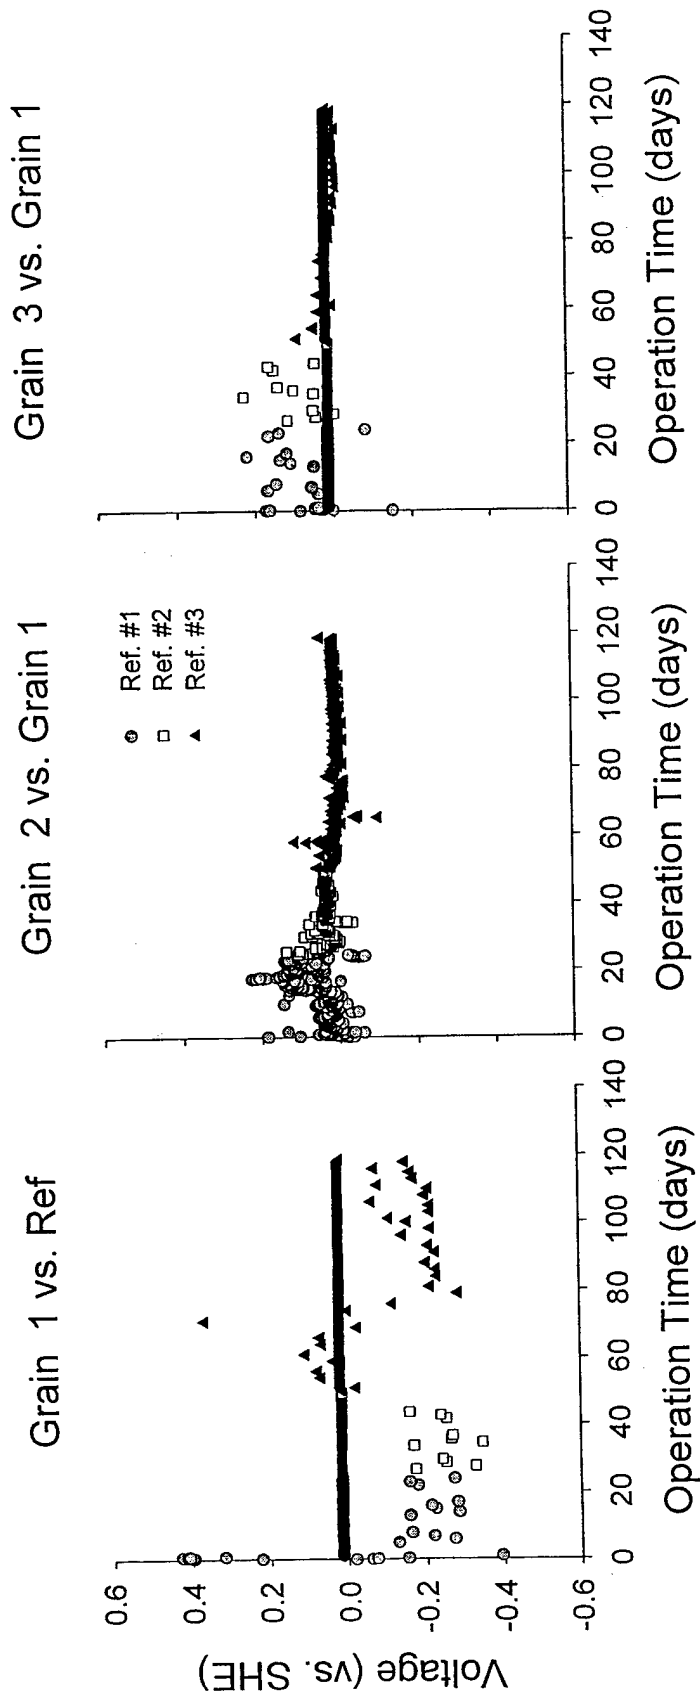 Grain 1 vs. Ref
Grain 2 vs. Grain 1
Grain 3 vs. Grain 1
Ref. #1
Ref. #2
Ref. #3
Voltage (vs. SHE)
0.6
0.4
0.2
0.0
-0.2
-0.4
-0.6
0 20 40 60 80 100 120 140
0 20 40 60 80 100 120 140
0 20 40 60 80 100 120 140
Operation Time (days)
Operation Time (days)
Operation Time (days)